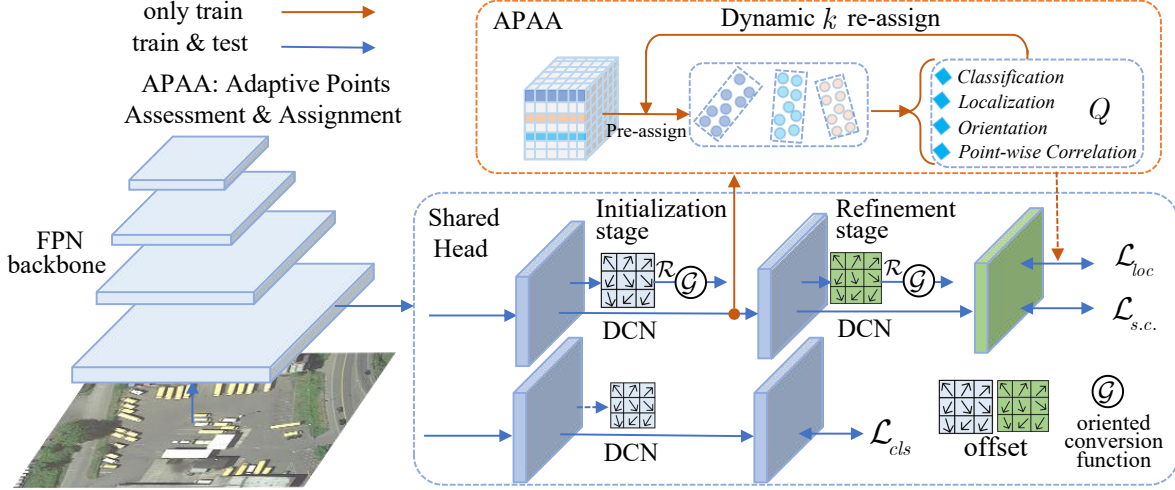 only train
train & test
APAA: Adaptive Points
Assessment & Assignment
FPN
backbone
APAA
Dynamic k re-assign
Pre-assign
Classification
Localization
Orientation
Point-wise Correlation
Q
Shared
Head
Initialization
stage
ℛ
𝒢
DCN
Refinement
stage
ℛ
𝒢
DCN
ℒ_loc
ℒ_s.c.
DCN
ℒ_cls
offset
𝒢
oriented
conversion
function